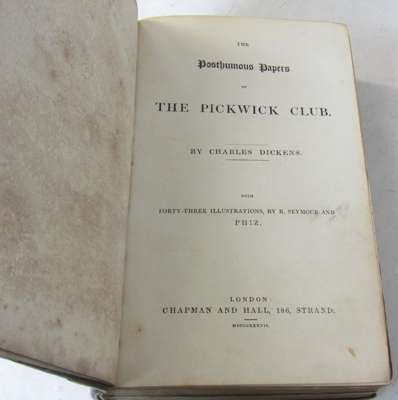 THE
Posthumous Papers
OF
THE PICKWICK CLUB.
BY CHARLES DICKENS.
WITH
FORTY-THREE ILLUSTRATIONS, BY R. SEYMOUR AND
PHIZ.
LONDON
CHAPMAN AND HALL, 186, STRAND.
MDCCCXXXVII.